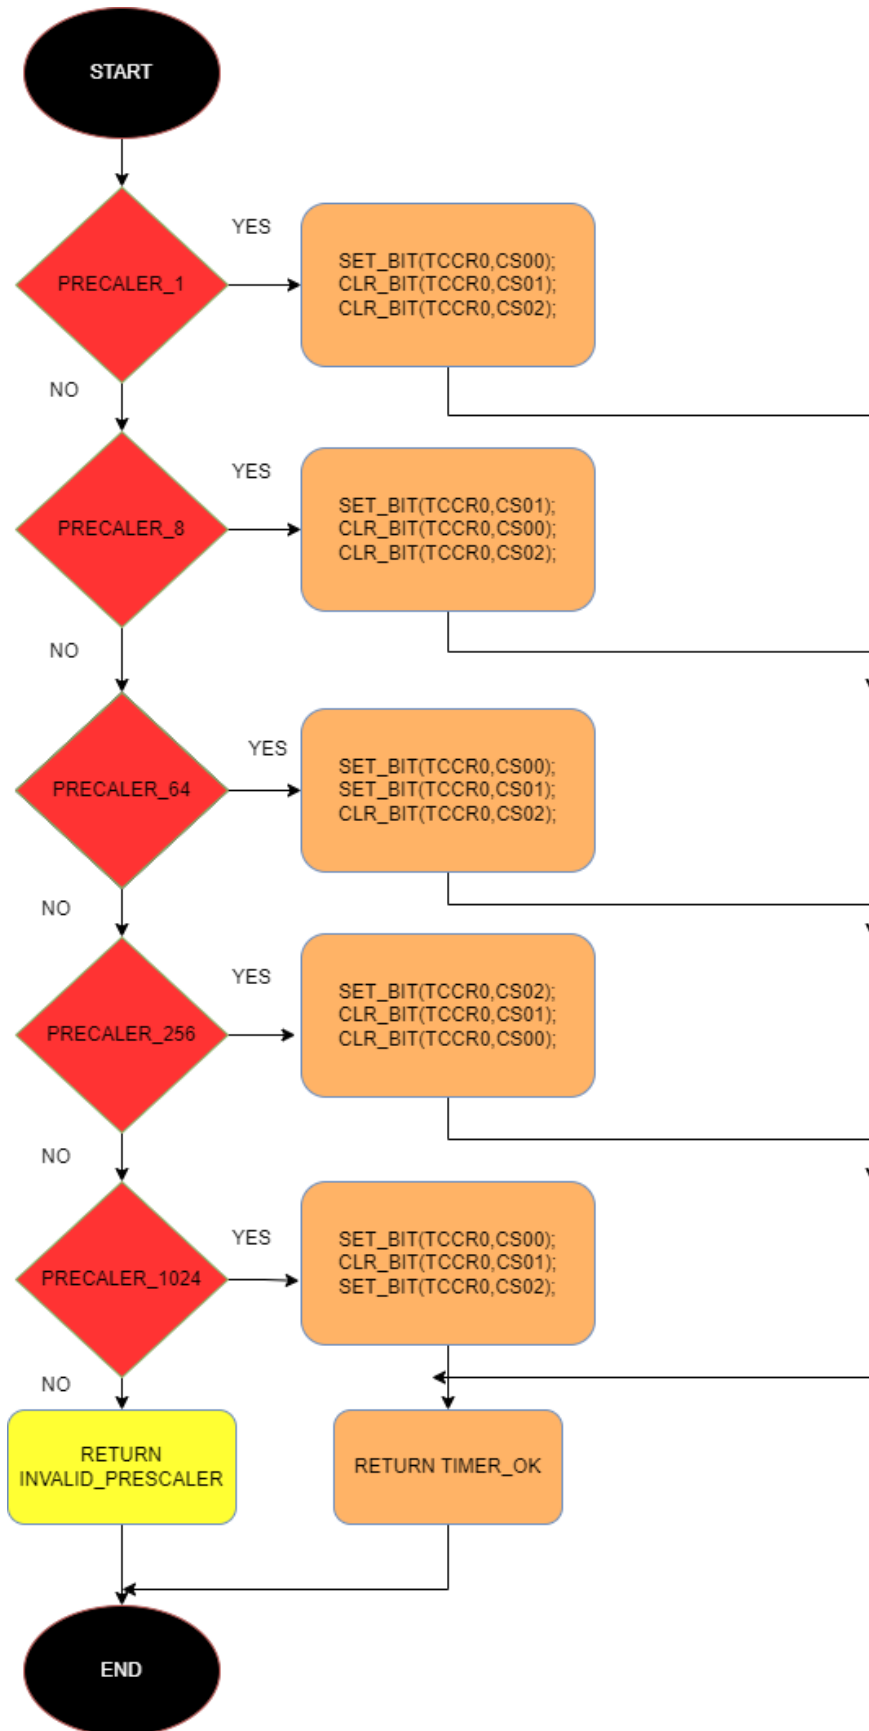 START
PRECALER_1
YES
SET_BIT(TCCR0,CS00);
CLR_BIT(TCCR0,CS01);
CLR_BIT(TCCR0,CS02);
NO
PRECALER_8
YES
SET_BIT(TCCR0,CS01);
CLR_BIT(TCCR0,CS00);
CLR_BIT(TCCR0,CS02);
NO
PRECALER_64
YES
SET_BIT(TCCR0,CS00);
SET_BIT(TCCR0,CS01);
CLR_BIT(TCCR0,CS02);
NO
PRECALER_256
YES
SET_BIT(TCCR0,CS02);
CLR_BIT(TCCR0,CS01);
CLR_BIT(TCCR0,CS00);
NO
PRECALER_1024
YES
SET_BIT(TCCR0,CS00);
CLR_BIT(TCCR0,CS01);
SET_BIT(TCCR0,CS02);
NO
RETURN
INVALID_PRESCALER
RETURN TIMER_OK
END